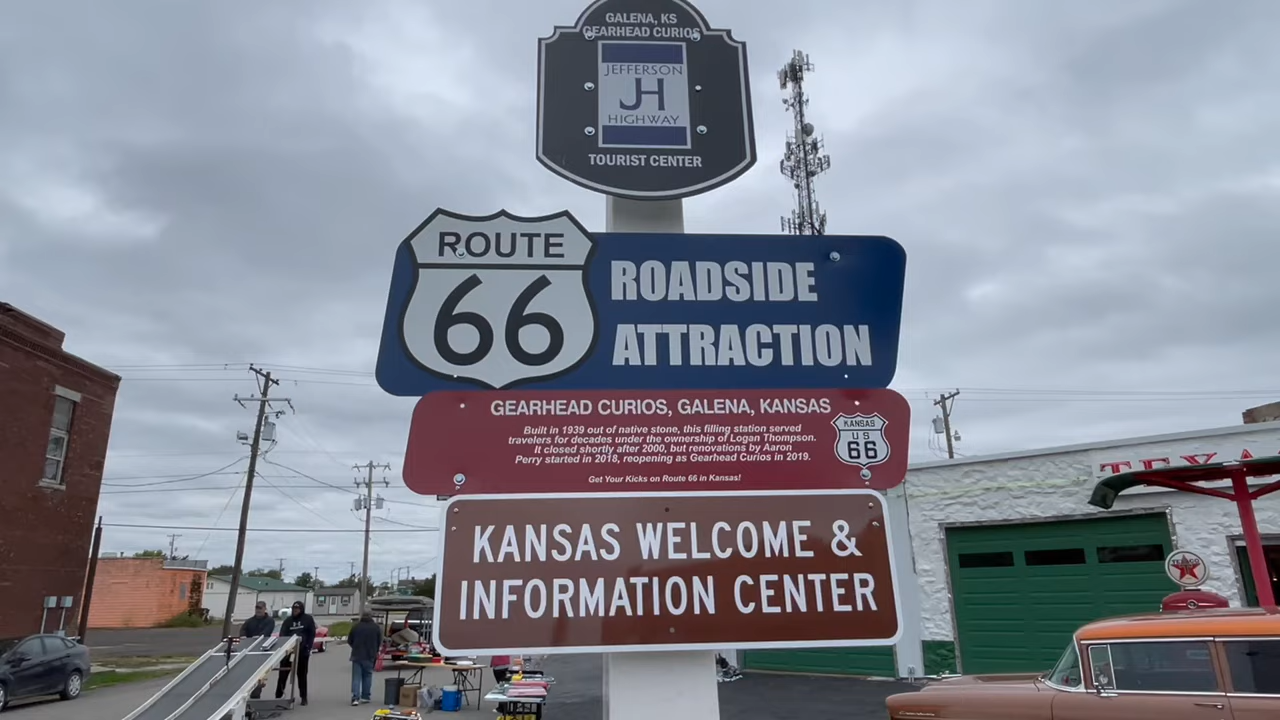 GALENA, KS
GEARHEAD CURIOS
JEFFERSON
JH
HIGHWAY
TOURIST CENTER
ROUTE
66
ROADSIDE
ATTRACTION
GEARHEAD CURIOS, GALENA, KANSAS
Built in 1939 out of native stone, this filling station served
travelers for decades under the ownership of Logan Thompson.
It closed shortly after 2000, but renovations by Aaron
Perry started in 2018, reopening as Gearhead Curios in 2019.
Get Your Kicks on Route 66 in Kansas!
KANSAS
U S
66
KANSAS WELCOME &
INFORMATION CENTER
TEXA
TEXACO